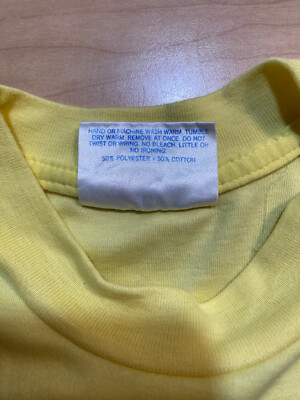 HAND OR MACHINE WASH WARM. TUMBLE
DRY WARM. REMOVE AT ONCE. DO NOT
TWIST OR WRING. NO BLEACH. LITTLE OR
NO IRONING.
50% POLYESTER - 50% COTTON